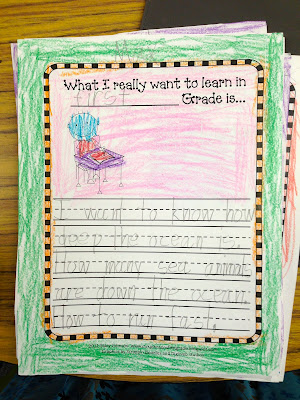 What I really want to learn in
first Grade is...
I want to know how
deep the ocean is.
How many sea animals
are down the ocean.
How to run fast.